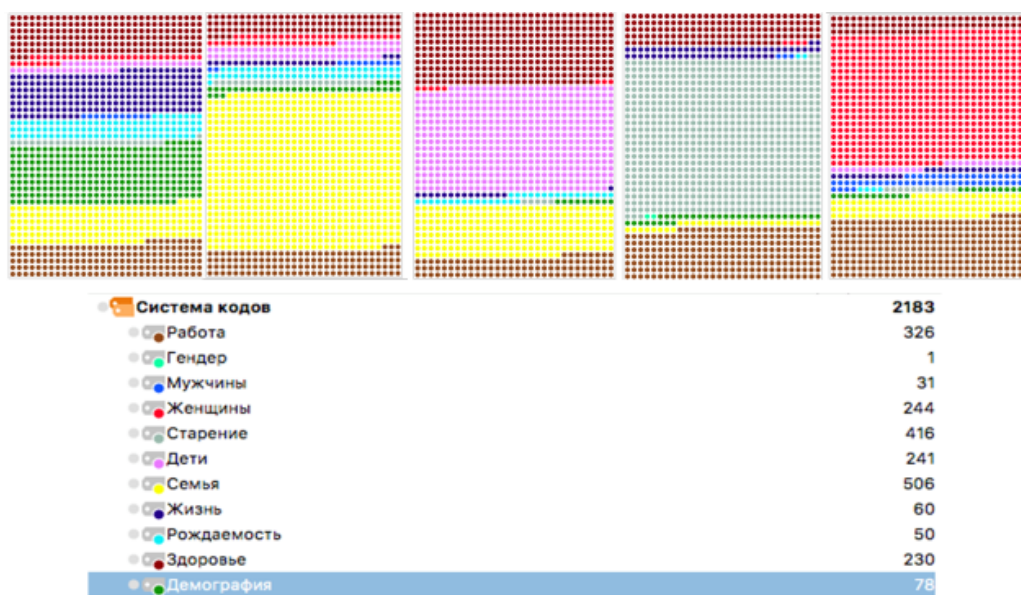 Система кодов 2183
Работа 326
Гендер 1
Мужчины 31
Женщины 244
Старение 416
Дети 241
Семья 506
Жизнь 60
Рождаемость 50
Здоровье 230
Демография 78